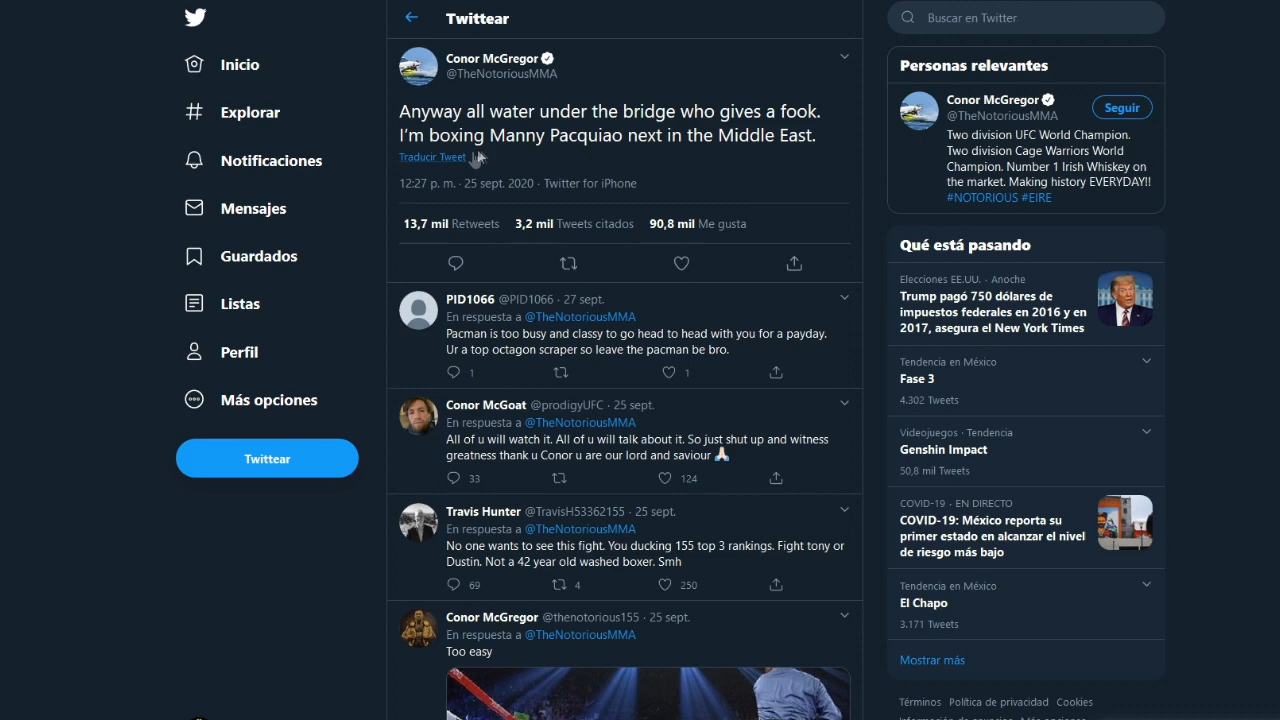 Inicio
Explorar
Notificaciones
Mensajes
Guardados
Listas
Perfil
Más opciones
Twittear
Twittear
Conor McGregor
@TheNotoriousMMA
Anyway all water under the bridge who gives a fook.
I'm boxing Manny Pacquiao next in the Middle East.
Traducir Tweet
12:27 p. m. · 25 sept. 2020 · Twitter for iPhone
13,7 mil Retweets 3,2 mil Tweets citados 90,8 mil Me gusta
PID1066 @PID1066 · 27 sept.
En respuesta a @TheNotoriousMMA
Pacman is too busy and classy to go head to head with you for a payday.
Ur a top octagon scraper so leave the pacman be bro.
1 1
Conor McGoat @prodigyUFC · 25 sept.
En respuesta a @TheNotoriousMMA
All of u will watch it. All of u will talk about it. So just shut up and witness
greatness thank u Conor u are our lord and saviour 🙏🏻
33 124
Travis Hunter @TravisH53362155 · 25 sept.
En respuesta a @TheNotoriousMMA
No one wants to see this fight. You ducking 155 top 3 rankings. Fight tony or
Dustin. Not a 42 year old washed boxer. Smh
69 4 250
Conor McGregor @thenotorious155 · 25 sept.
En respuesta a @TheNotoriousMMA
Too easy
Buscar en Twitter
Personas relevantes
Conor McGregor
@TheNotoriousMMA
Seguir
Two division UFC World Champion.
Two division Cage Warriors World
Champion. Number 1 Irish Whiskey on
the market. Making history EVERYDAY!!
#NOTORIOUS #EIRE
Qué está pasando
Elecciones EE.UU. · Anoche
Trump pagó 750 dólares de
impuestos federales en 2016 y en
2017, asegura el New York Times
Tendencia en México
Fase 3
4.302 Tweets
Videojuegos · Tendencia
Genshin Impact
50,8 mil Tweets
COVID-19 · EN DIRECTO
COVID-19: México reporta su
primer estado en alcanzar el nivel
de riesgo más bajo
Tendencia en México
El Chapo
3.171 Tweets
Mostrar más
Términos Política de privacidad Cookies